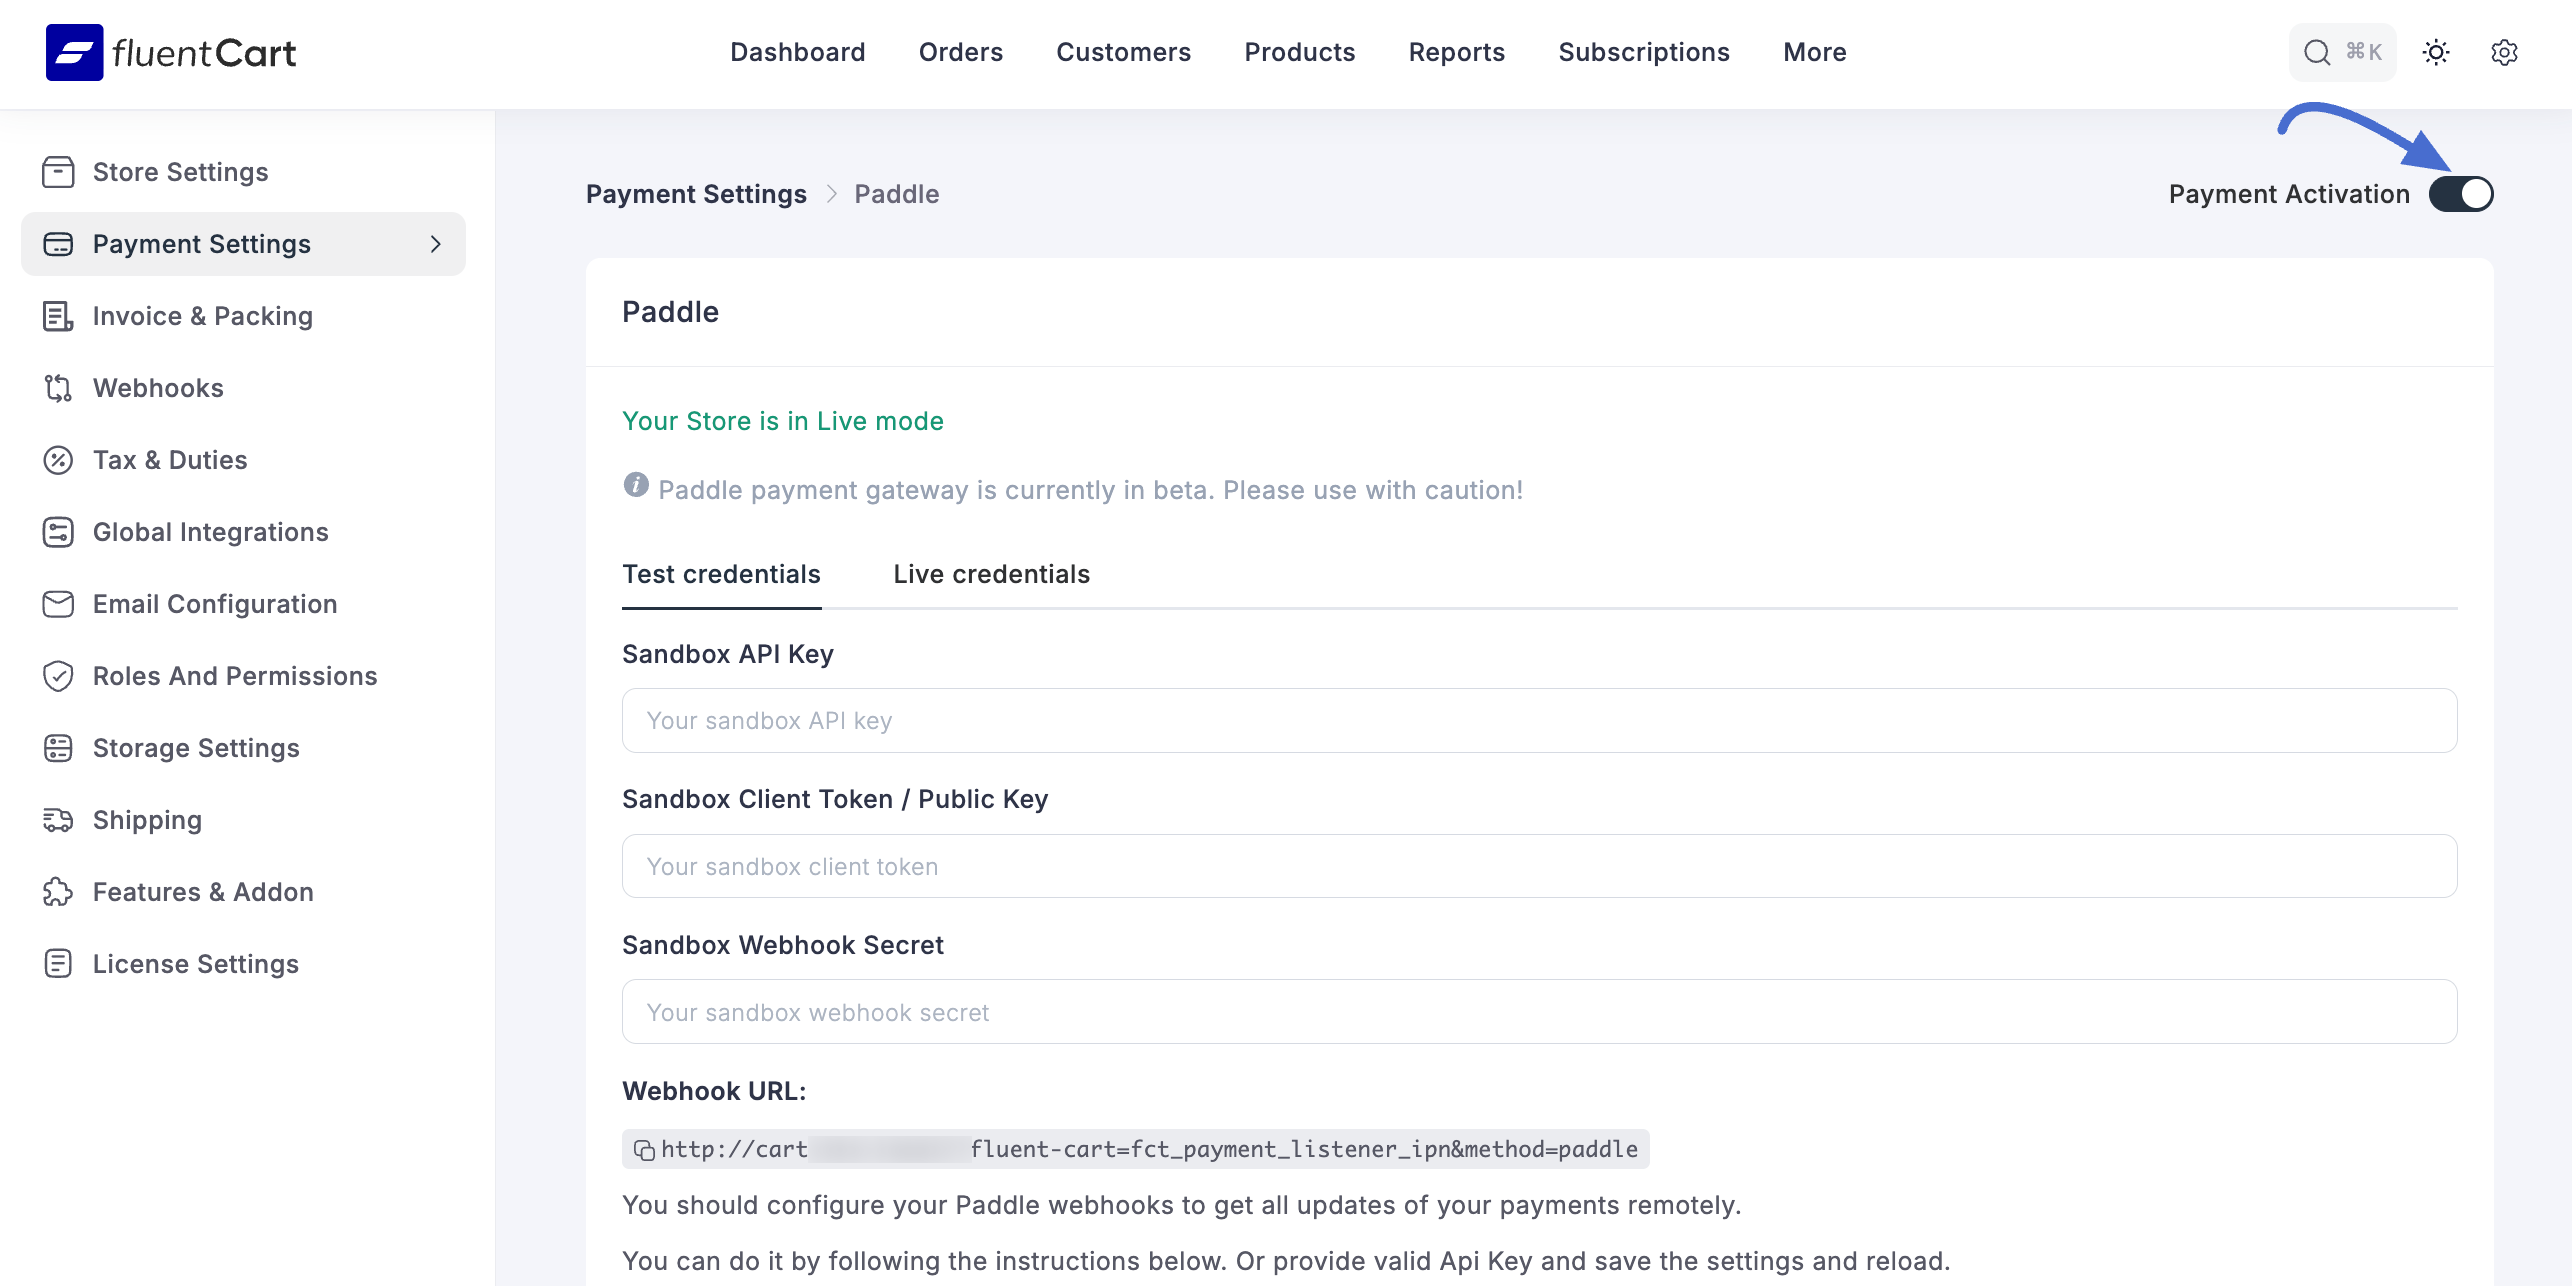 fluentCart
Dashboard Orders Customers Products Reports Subscriptions More
⌘K
Store Settings
Payment Settings
Invoice & Packing
Webhooks
Tax & Duties
Global Integrations
Email Configuration
Roles And Permissions
Storage Settings
Shipping
Features & Addon
License Settings
Payment Settings > Paddle
Payment Activation
Paddle
Your Store is in Live mode
Paddle payment gateway is currently in beta. Please use with caution!
Test credentials Live credentials
Sandbox API Key
Your sandbox API key
Sandbox Client Token / Public Key
Your sandbox client token
Sandbox Webhook Secret
Your sandbox webhook secret
Webhook URL:
http://cart fluent-cart=fct_payment_listener_ipn&method=paddle
You should configure your Paddle webhooks to get all updates of your payments remotely.
You can do it by following the instructions below. Or provide valid Api Key and save the settings and reload.